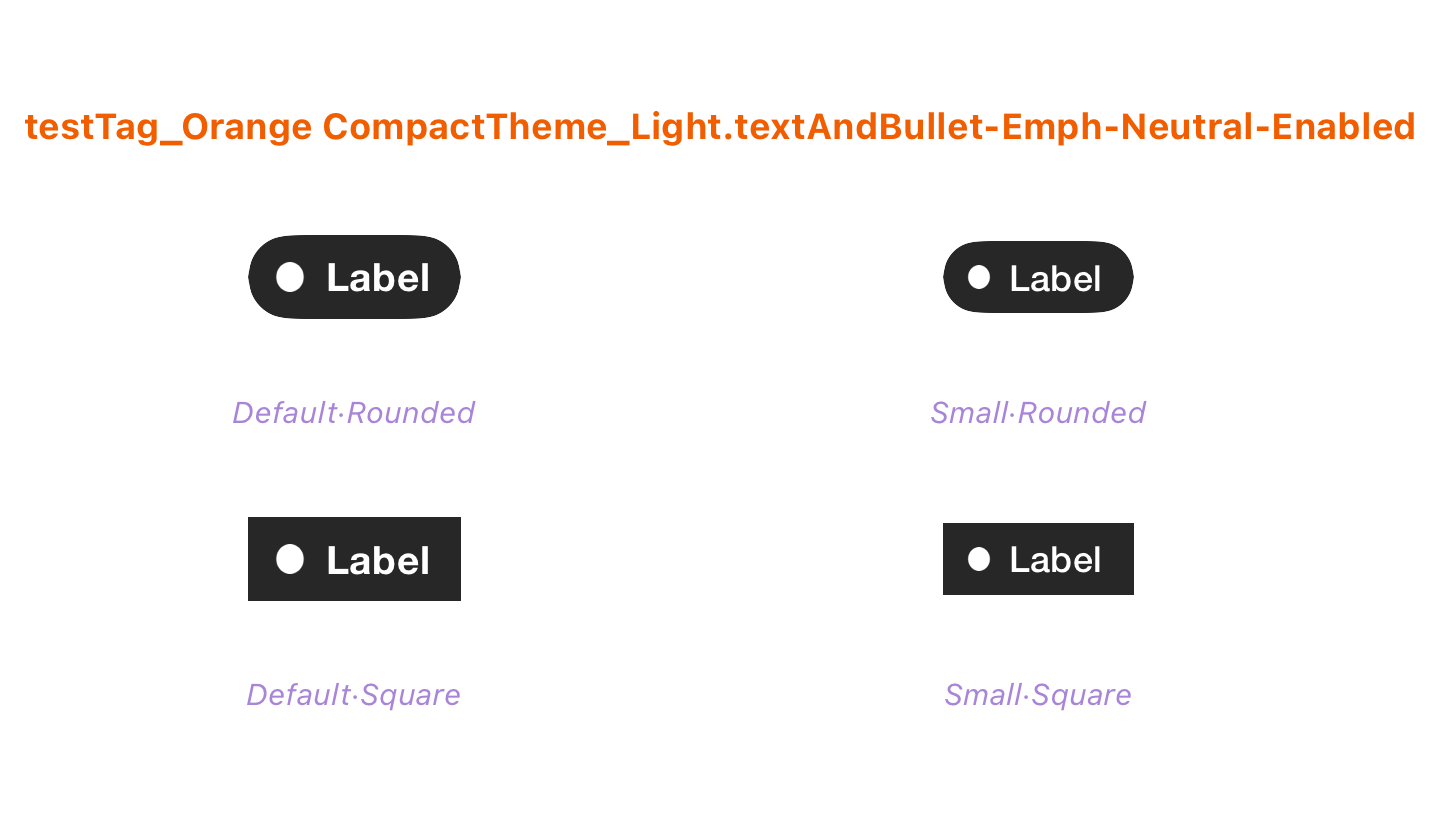 testTag_Orange CompactTheme_Light.textAndBullet-Emph-Neutral-Enabled
Label
Label
Default·Rounded
Small·Rounded
Label
Label
Default·Square
Small·Square